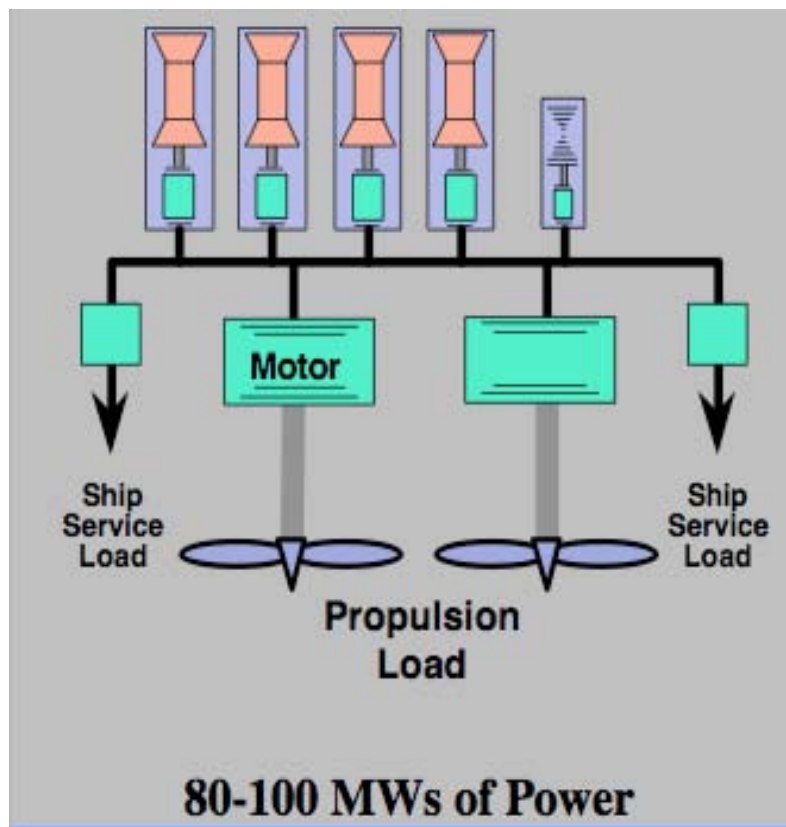 Motor
Ship
Service
Load
Ship
Service
Load
Propulsion
Load
80-100 MWs of Power